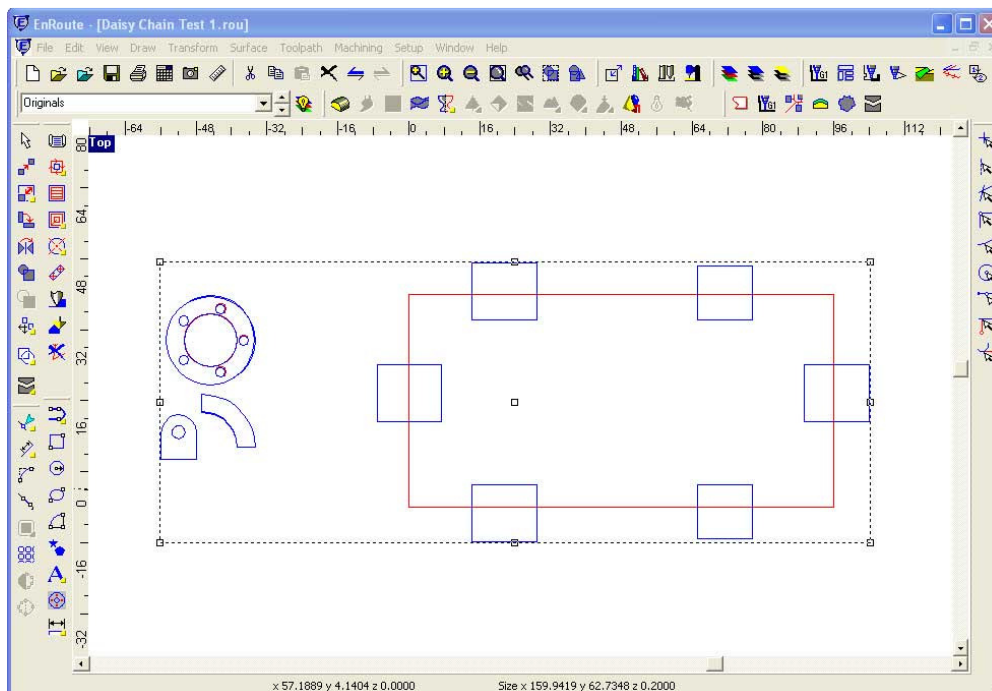 EnRoute - [Daisy Chain Test 1.rou]
File Edit View Draw Transform Surface Toolpath Machining Setup Window Help
Originals
-64 -48 -32 -16 0 16 32 48 64 80 96 112
80
Top
64
48
32
16
0
-16
-32
x 57.1889 y 4.1404 z 0.0000 Size x 159.9419 y 62.7348 z 0.2000